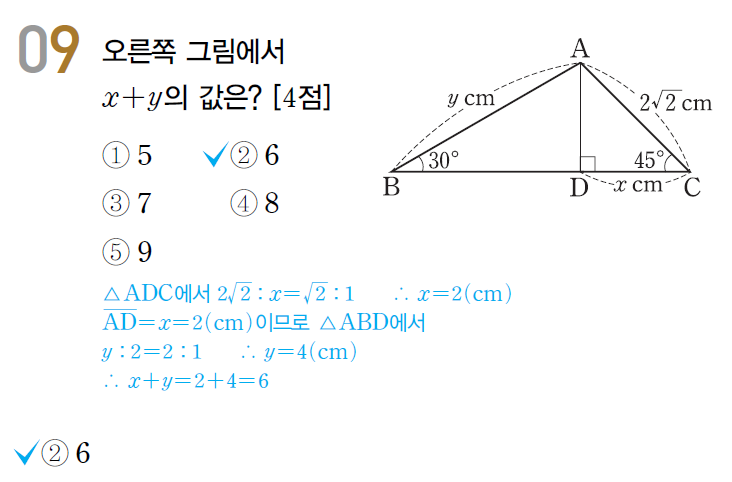 09 오른쪽 그림에서
x+y의 값은? [4점]
① 5 ② 6
③ 7 ④ 8
⑤ 9
A
y cm
2√2 cm
30°
45°
B
D
x cm
C
△ADC에서 2√2 : x=√2 : 1 ∴ x=2(cm)
A̅D̅=x=2(cm)이므로 △ABD에서
y : 2=2 : 1 ∴ y=4(cm)
∴ x+y=2+4=6
② 6